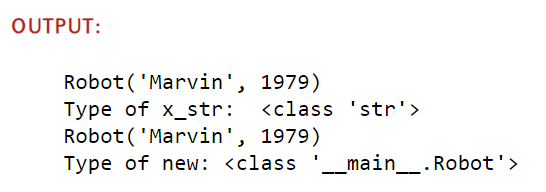 OUTPUT:
Robot('Marvin', 1979)
Type of x_str:  <class 'str'>
Robot('Marvin', 1979)
Type of new: <class '__main__.Robot'>